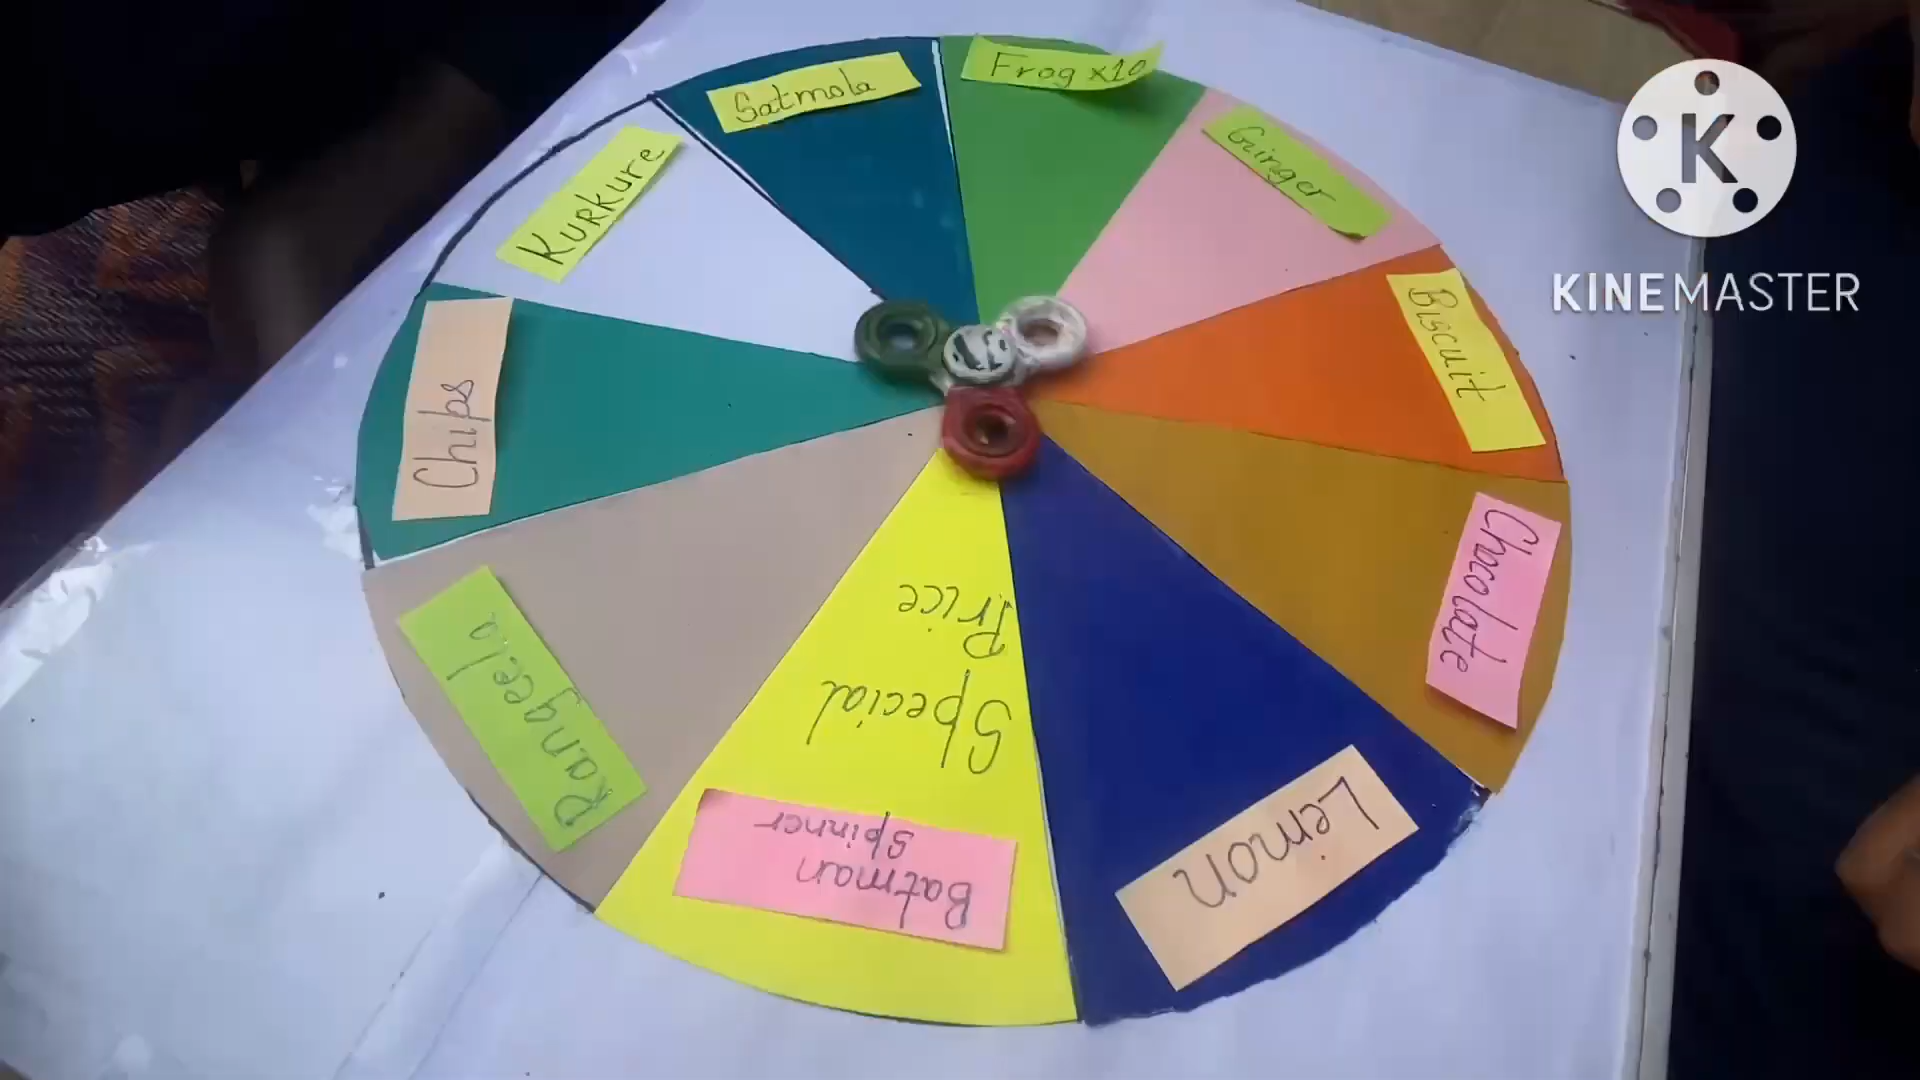 Satmola
Frog x10
Ginger
Biscuit
Chocolate
Lemon
Special
Price
Batman
Spinner
Rangeela
Chips
Kurkure
K
KINEMASTER